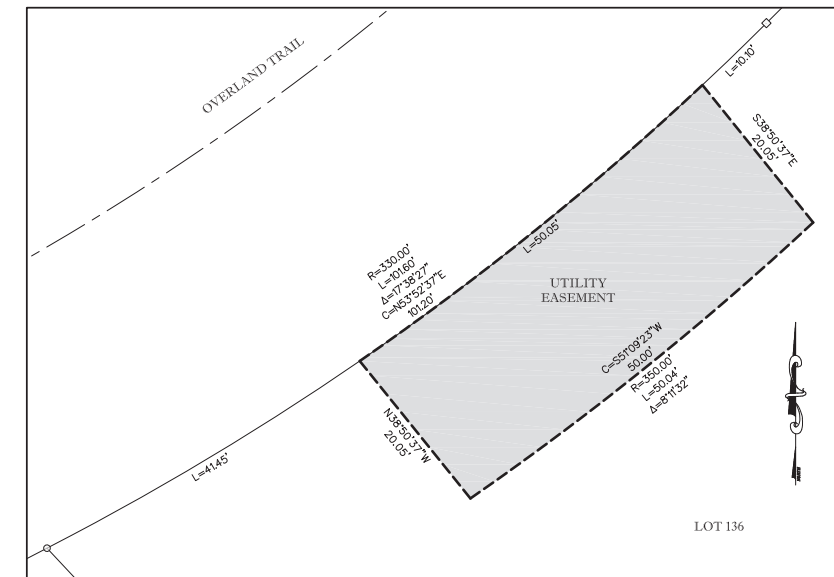 OVERLAND TRAIL
L=10.10'
S38°50'37"E
20.05'
R=330.00'
L=101.60'
Δ=17°38'27"
C=N53°52'37"E
101.20'
L=50.05'
UTILITY
EASEMENT
C=S51°09'23"W
50.00'
R=350.00'
L=50.04'
Δ=8°11'32"
N38°50'37"W
20.05'
L=41.45'
LOT 136